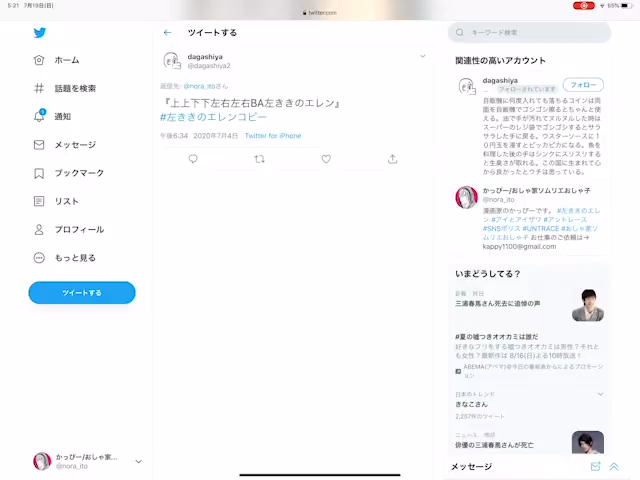 5:21 7月19日(日)
twitter.com
65%
ホーム
話題を検索
通知
メッセージ
ブックマーク
リスト
プロフィール
もっと見る
ツイートする
かっぴー/おしゃ家...
@nora_ito
ツイートする
dagashiya
@dagashiya2
返信先: @nora_itoさん
『上上下下左右左右BA左ききのエレン』
#左ききのエレンコピー
午後6:34 2020年7月4日 Twitter for iPhone
キーワード検索
関連性の高いアカウント
dagashiya
フォローされています
フォロー
自販機に何度入れても落ちるコインは両
面を自販機でゴシゴシ擦るとちゃんと使
える。油で手が汚れてヌルヌルした時は
スーパーのレジ袋でゴシゴシするとサラ
サラした手に戻る。ウスターソースに1
0円玉を浸すとピッカピカになる。魚を
料理した後の手はシンクにスリスリする
と生臭さが取れる。この国に生まれて心
から良かったとウチは思っている。
かっぴー/おしゃ家ソムリエおしゃ子
@nora_ito
漫画家のかっぴーです。 #左ききのエレ
ン #アイとアイザワ #アントレース
#SNSポリス #UNTRACE #おしゃ家ソ
ムリエおしゃ子 お仕事のご依頼は→
kappy1100@gmail.com
いまどうしてる？
三浦春馬さん死去に追悼の声
#夏の嘘つきオオカミは誰だ
好きなフリをする嘘つきオオカミは男性？それと
も女性？最新作は 8/16(日)よる10時放送！
ABEMA(アベマ)@今日の番組表からによるプロモーシ
ョン
日本のトレンド
きなこさん
2,257件のツイート
俳優の三浦春馬さんが死亡
メッセージ